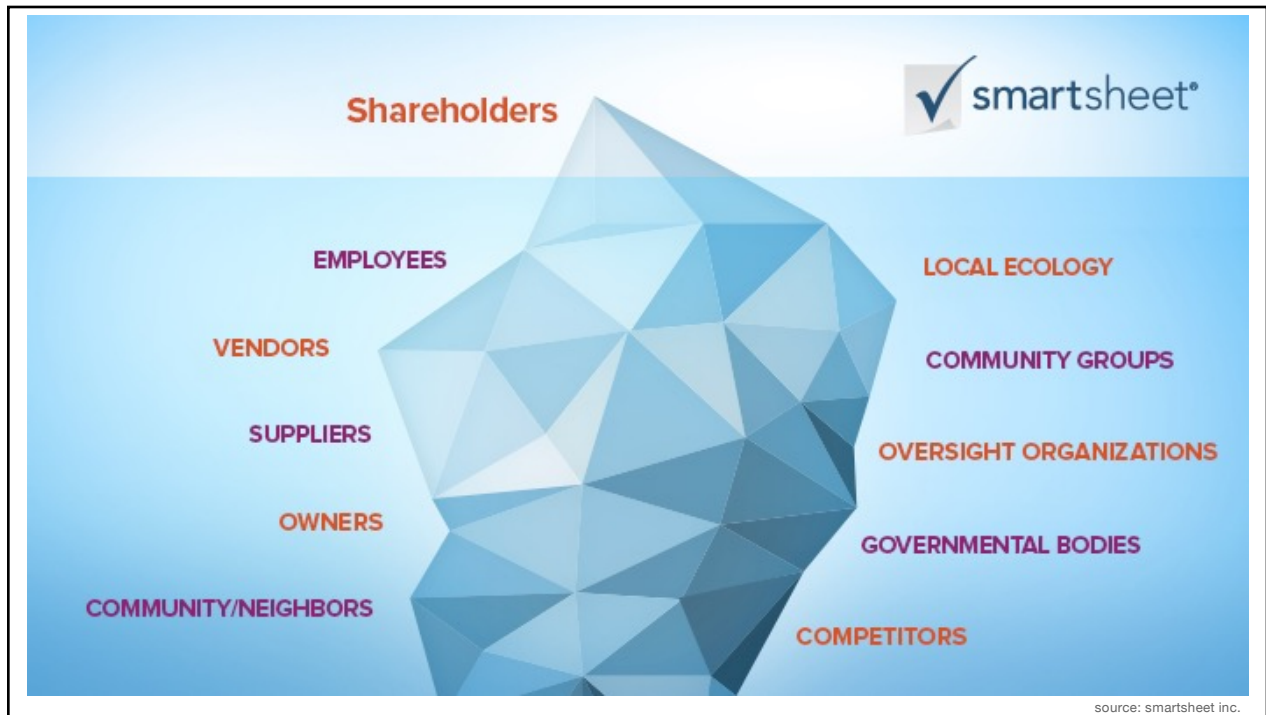 Shareholders
smartsheet®
EMPLOYEES
LOCAL ECOLOGY
VENDORS
COMMUNITY GROUPS
SUPPLIERS
OVERSIGHT ORGANIZATIONS
OWNERS
GOVERNMENTAL BODIES
COMMUNITY/NEIGHBORS
COMPETITORS
source: smartsheet inc.